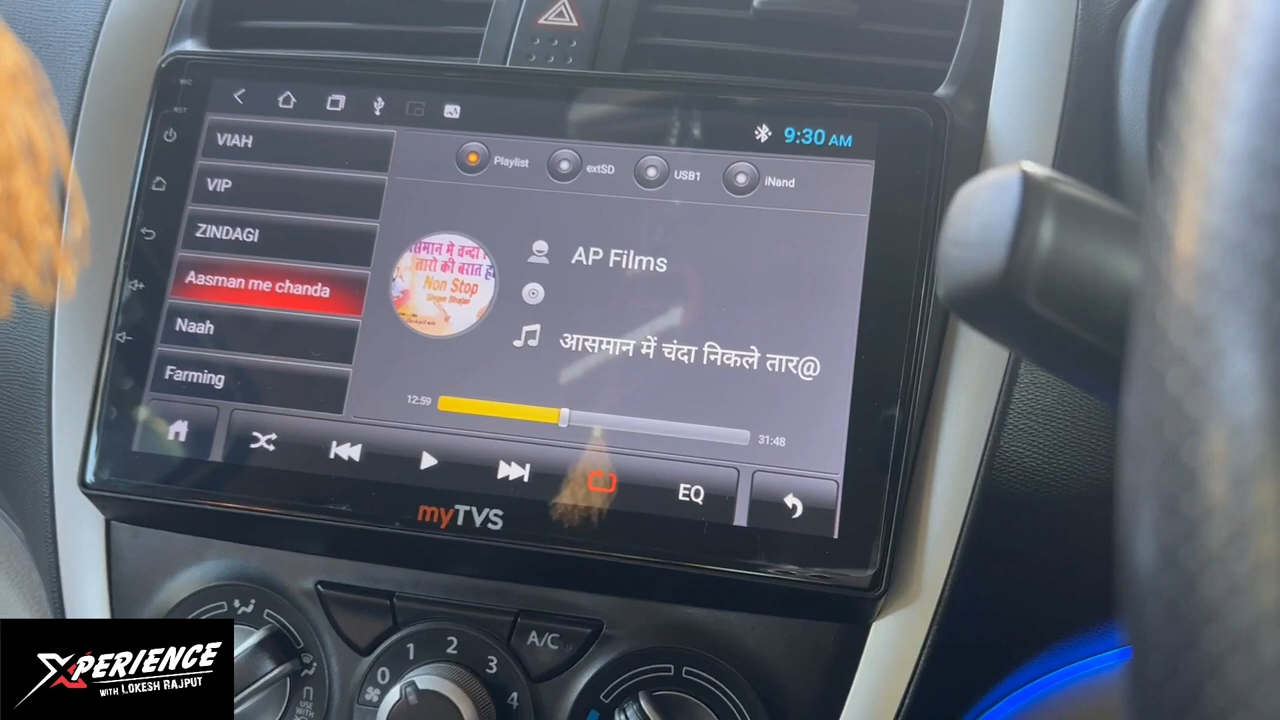 9:30 AM
VIAH
VIP
ZINDAGI
Aasman me chanda
Naah
Farming
Playlist
extSD
USB1
iNand
AP Films
Non Stop
आसमान में चंदा निकले तार@
12:59
31:48
EQ
myTVS
A/C
0 1 2 3 4
XPERIENCE
WITH LOKESH RAJPUT